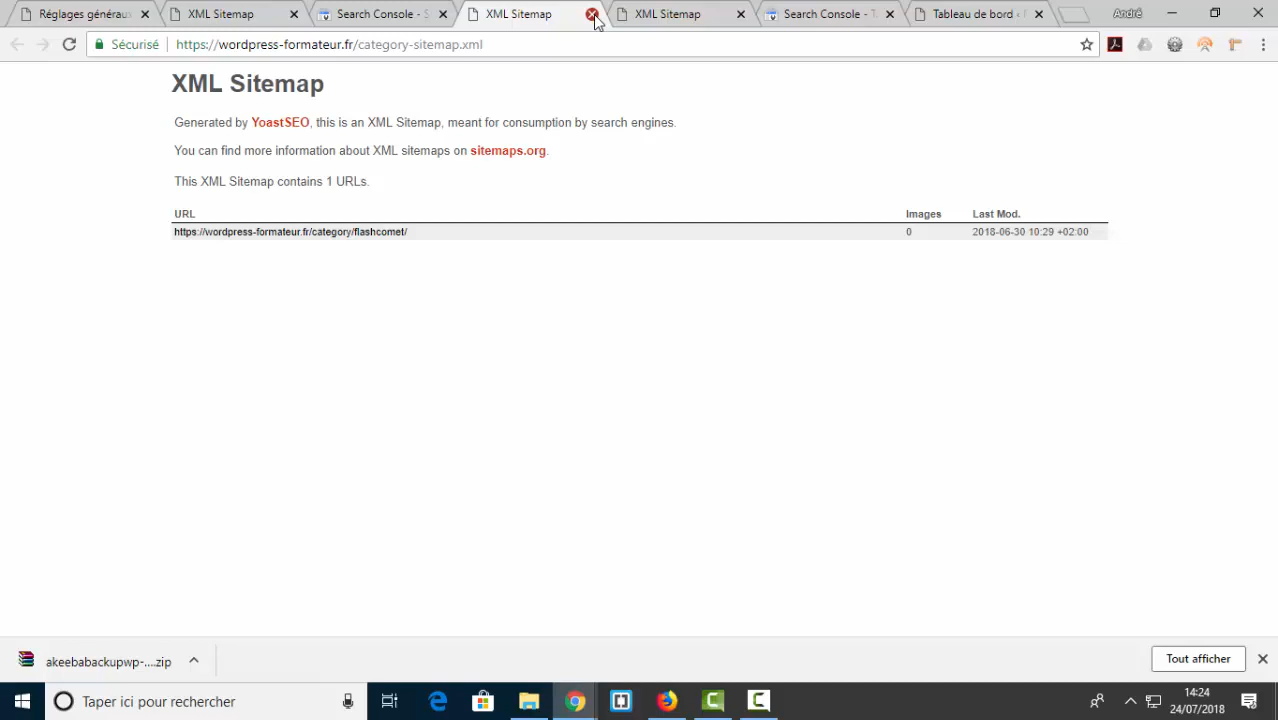 Réglages générau
XML Sitemap
Search Console - S
XML Sitemap
XML Sitemap
Search Console - T
Tableau de bord ‹
André
Sécurisé
https://wordpress-formateur.fr/category-sitemap.xml
XML Sitemap
Generated by YoastSEO, this is an XML Sitemap, meant for consumption by search engines.
You can find more information about XML sitemaps on sitemaps.org.
This XML Sitemap contains 1 URLs.
URL Images Last Mod.
https://wordpress-formateur.fr/category/flashcomet/ 0 2018-06-30 10:29 +02:00
akeebabackupwp-....zip
Tout afficher
Taper ici pour rechercher
14:24
24/07/2018